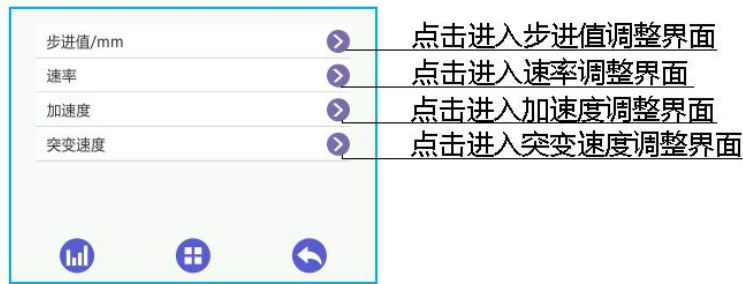 步进值/mm
点击进入步进值调整界面
速率
点击进入速率调整界面
加速度
点击进入加速度调整界面
突变速度
点击进入突变速度调整界面